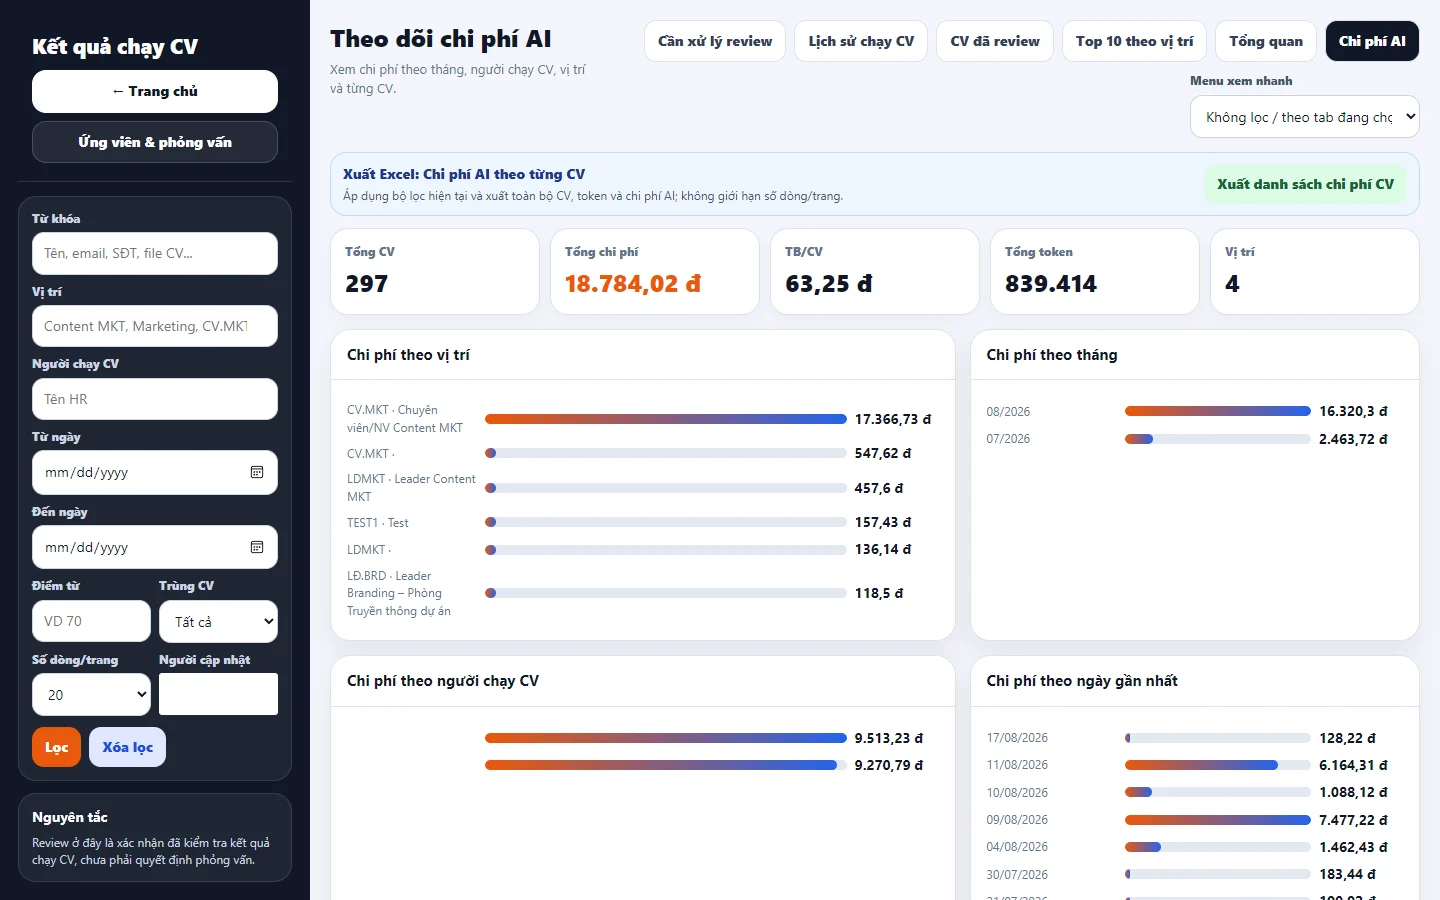 Kết quả chạy CV
← Trang chủ
Ứng viên & phỏng vấn
Từ khóa
Tên, email, SĐT, file CV...
Vị trí
Content MKT, Marketing, CV.MKT
Người chạy CV
Tên HR
Từ ngày
mm/dd/yyyy
Đến ngày
mm/dd/yyyy
Điểm từ
Trùng CV
VD 70
Tất cả
Số dòng/trang
Người cập nhật
20
Lọc
Xóa lọc
Nguyên tắc
Review ở đây là xác nhận đã kiểm tra kết quả
chạy CV, chưa phải quyết định phỏng vấn.
Theo dõi chi phí AI
Xem chi phí theo tháng, người chạy CV, vị trí
và từng CV.
Cần xử lý review
Lịch sử chạy CV
CV đã review
Top 10 theo vị trí
Tổng quan
Chi phí AI
Menu xem nhanh
Không lọc / theo tab đang chọ
Xuất Excel: Chi phí AI theo từng CV
Áp dụng bộ lọc hiện tại và xuất toàn bộ CV, token và chi phí AI; không giới hạn số dòng/trang.
Xuất danh sách chi phí CV
Tổng CV
297
Tổng chi phí
18.784,02 đ
TB/CV
63,25 đ
Tổng token
839.414
Vị trí
4
Chi phí theo vị trí
CV.MKT · Chuyên
viên/NV Content MKT
17.366,73 đ
CV.MKT ·
547,62 đ
LDMKT · Leader Content
MKT
457,6 đ
TEST1 · Test
157,43 đ
LDMKT ·
136,14 đ
LĐ.BRD · Leader
Branding – Phòng
Truyền thông dự án
118,5 đ
Chi phí theo tháng
08/2026
16.320,3 đ
07/2026
2.463,72 đ
Chi phí theo người chạy CV
9.513,23 đ
9.270,79 đ
Chi phí theo ngày gần nhất
17/08/2026
128,22 đ
11/08/2026
6.164,31 đ
10/08/2026
1.088,12 đ
09/08/2026
7.477,22 đ
04/08/2026
1.462,43 đ
30/07/2026
183,44 đ